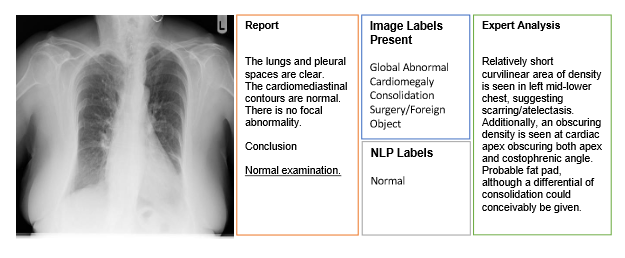 L
Report
The lungs and pleural
spaces are clear.
The cardiomediastinal
contours are normal.
There is no focal
abnormality.
Conclusion
Normal examination.
Image Labels
Present
Global Abnormal
Cardiomegaly
Consolidation
Surgery/Foreign
Object
NLP Labels
Normal
Expert Analysis
Relatively short
curvilinear area of density
is seen in left mid-lower
chest, suggesting
scarring/atelectasis.
Additionally, an obscuring
density is seen at cardiac
apex obscuring both apex
and costophrenic angle.
Probable fat pad,
although a differential of
consolidation could
conceivably be given.